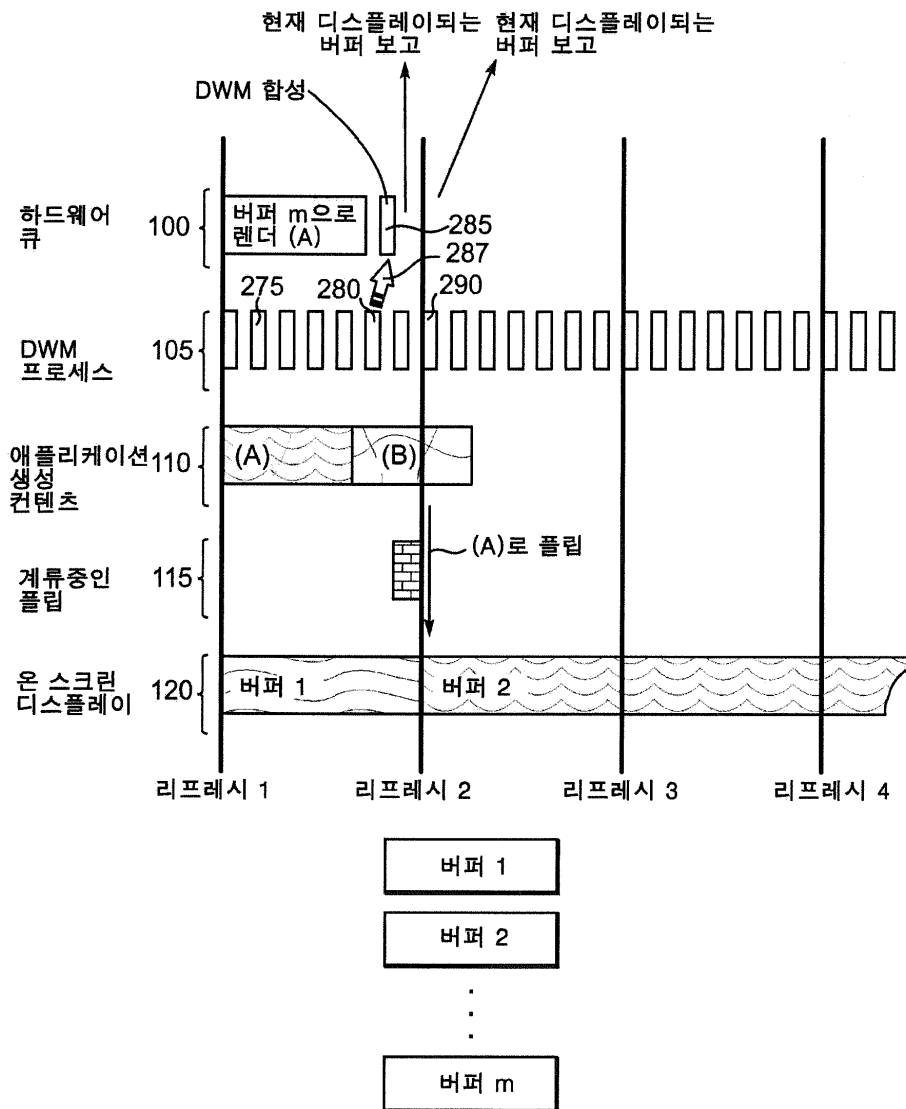 현재 디스플레이되는
버퍼 보고
현재 디스플레이되는
버퍼 보고
DWM 합성
하드웨어
큐
100
버퍼 m으로
렌더 (A)
285
287
275
280
290
DWM
프로세스
105
애플리케이션
생성
컨텐츠
110
(A)
(B)
계류중인
플립
115
(A)로 플립
온 스크린
디스플레이
120
버퍼 1
버퍼 2
리프레시 1
리프레시 2
리프레시 3
리프레시 4
버퍼 1
버퍼 2
버퍼 m